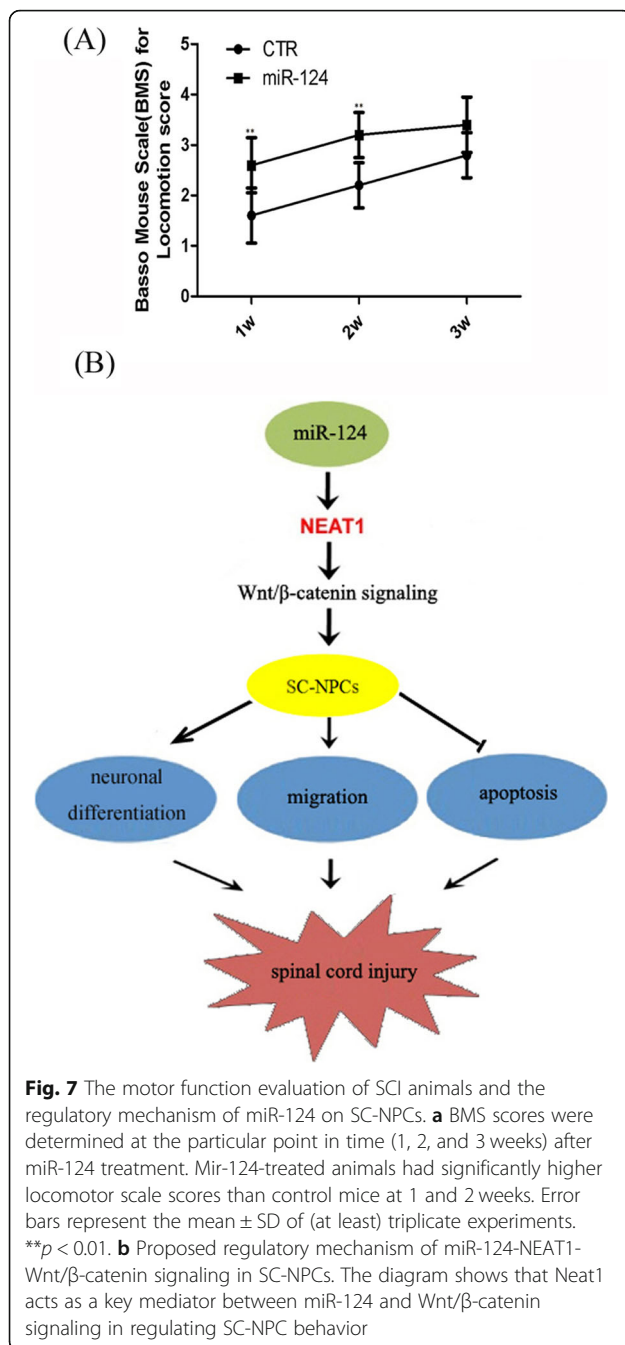 (A)
Basso Mouse Scale(BMS) for
Locomotion score
CTR
miR-124
5
4
3
2
1
0
**
**
1w
2w
3w
(B)
miR-124
NEAT1
Wnt/β-catenin signaling
SC-NPCs
neuronal
differentiation
migration
apoptosis
spinal cord injury
Fig. 7 The motor function evaluation of SCI animals and the
regulatory mechanism of miR-124 on SC-NPCs. a BMS scores were
determined at the particular point in time (1, 2, and 3 weeks) after
miR-124 treatment. Mir-124-treated animals had significantly higher
locomotor scale scores than control mice at 1 and 2 weeks. Error
bars represent the mean ± SD of (at least) triplicate experiments.
**p < 0.01. b Proposed regulatory mechanism of miR-124-NEAT1-
Wnt/β-catenin signaling in SC-NPCs. The diagram shows that Neat1
acts as a key mediator between miR-124 and Wnt/β-catenin
signaling in regulating SC-NPC behavior